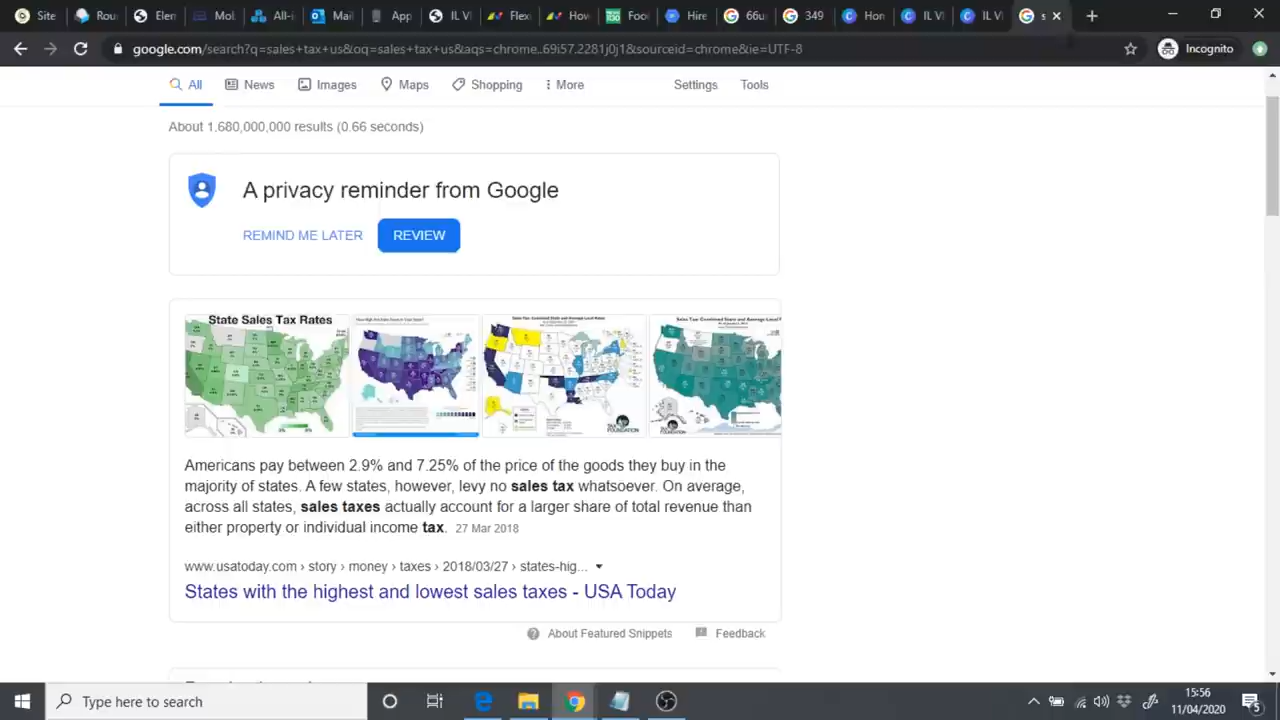 Site
Rou
Elem
Mol
All-i
Mail
App
IL VI
Flex
Hov
Foo
Hire
66u
349
Hon
IL VI
IL VI
s
google.com/search?q=sales+tax+us&oq=sales+tax+us&aqs=chrome..69i57.2281j0j1&sourceid=chrome&ie=UTF-8
Incognito
All
News
Images
Maps
Shopping
More
Settings
Tools
About 1,680,000,000 results (0.66 seconds)
A privacy reminder from Google
REMIND ME LATER
REVIEW
State Sales Tax Rates
Americans pay between 2.9% and 7.25% of the price of the goods they buy in the
majority of states. A few states, however, levy no sales tax whatsoever. On average,
across all states, sales taxes actually account for a larger share of total revenue than
either property or individual income tax. 27 Mar 2018
www.usatoday.com › story › money › taxes › 2018/03/27 › states-hig...
States with the highest and lowest sales taxes - USA Today
About Featured Snippets
Feedback
Type here to search
15:56
11/04/2020
5